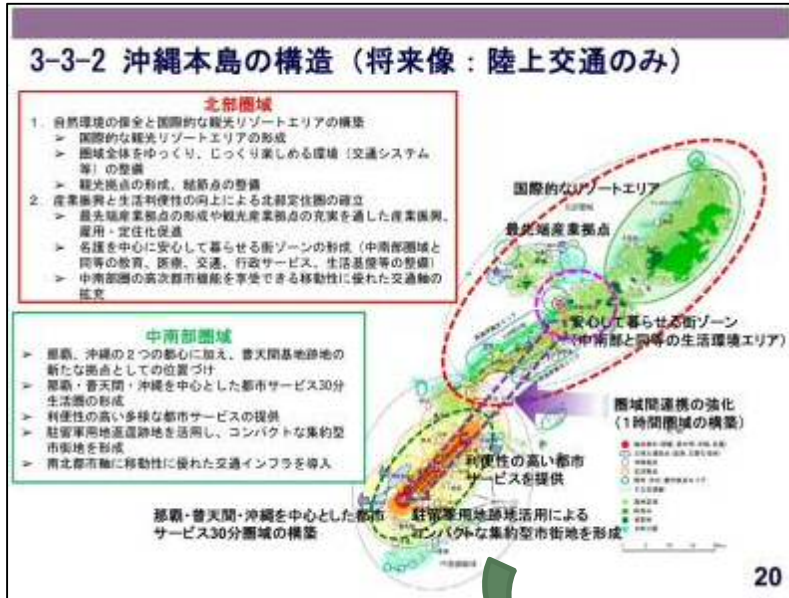 3-3-2 沖縄本島の構造（将来像：陸上交通のみ）
北部圏域
1. 自然環境の保全と国際的な観光リゾートエリアの構築
➢ 国際的な観光リゾートエリアの形成
➢ 圏域全体をゆっくり、じっくり楽しめる環境（交通システム
等）の整備
➢ 観光拠点の形成、結節点の整備
2. 産業振興と生活利便性の向上による北部定住圏の確立
➢ 最先端産業拠点の形成や観光産業拠点の充実を通した産業振興、
雇用・定住化促進
➢ 名護を中心に安心して暮らせる街ゾーンの形成（中南部圏域と
同等の教育、医療、交通、行政サービス、生活基盤等の整備）
➢ 中南部圏の高次都市機能を享受できる移動性に優れた交通軸の
拡充
中南部圏域
➢ 那覇、沖縄の２つの都心に加え、普天間基地跡地の
新たな拠点としての位置づけ
➢ 那覇・普天間・沖縄を中心とした都市サービス30分
生活圏の形成
➢ 利便性の高い多様な都市サービスの提供
➢ 駐留軍用地返還跡地を活用し、コンパクトな集約型
市街地を形成
➢ 南北都市軸に移動性に優れた交通インフラを導入
国際的なリゾートエリア
最先端産業拠点
安心して暮らせる街ゾーン
（中南部と同等の生活環境エリア）
圏域間連携の強化
（1時間圏域の構築）
利便性の高い都市
サービスを提供
那覇・普天間・沖縄を中心とした都市
サービス30分圏域の構築
駐留軍用地跡地活用による
コンパクトな集約型市街地を形成
20